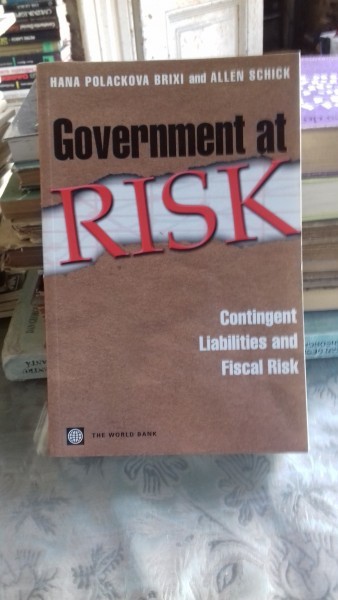 HANA POLACKOVA BRIXI and ALLEN SCHICK
Government at
RISK
Contingent
Liabilities and
Fiscal Risk
THE WORLD BANK